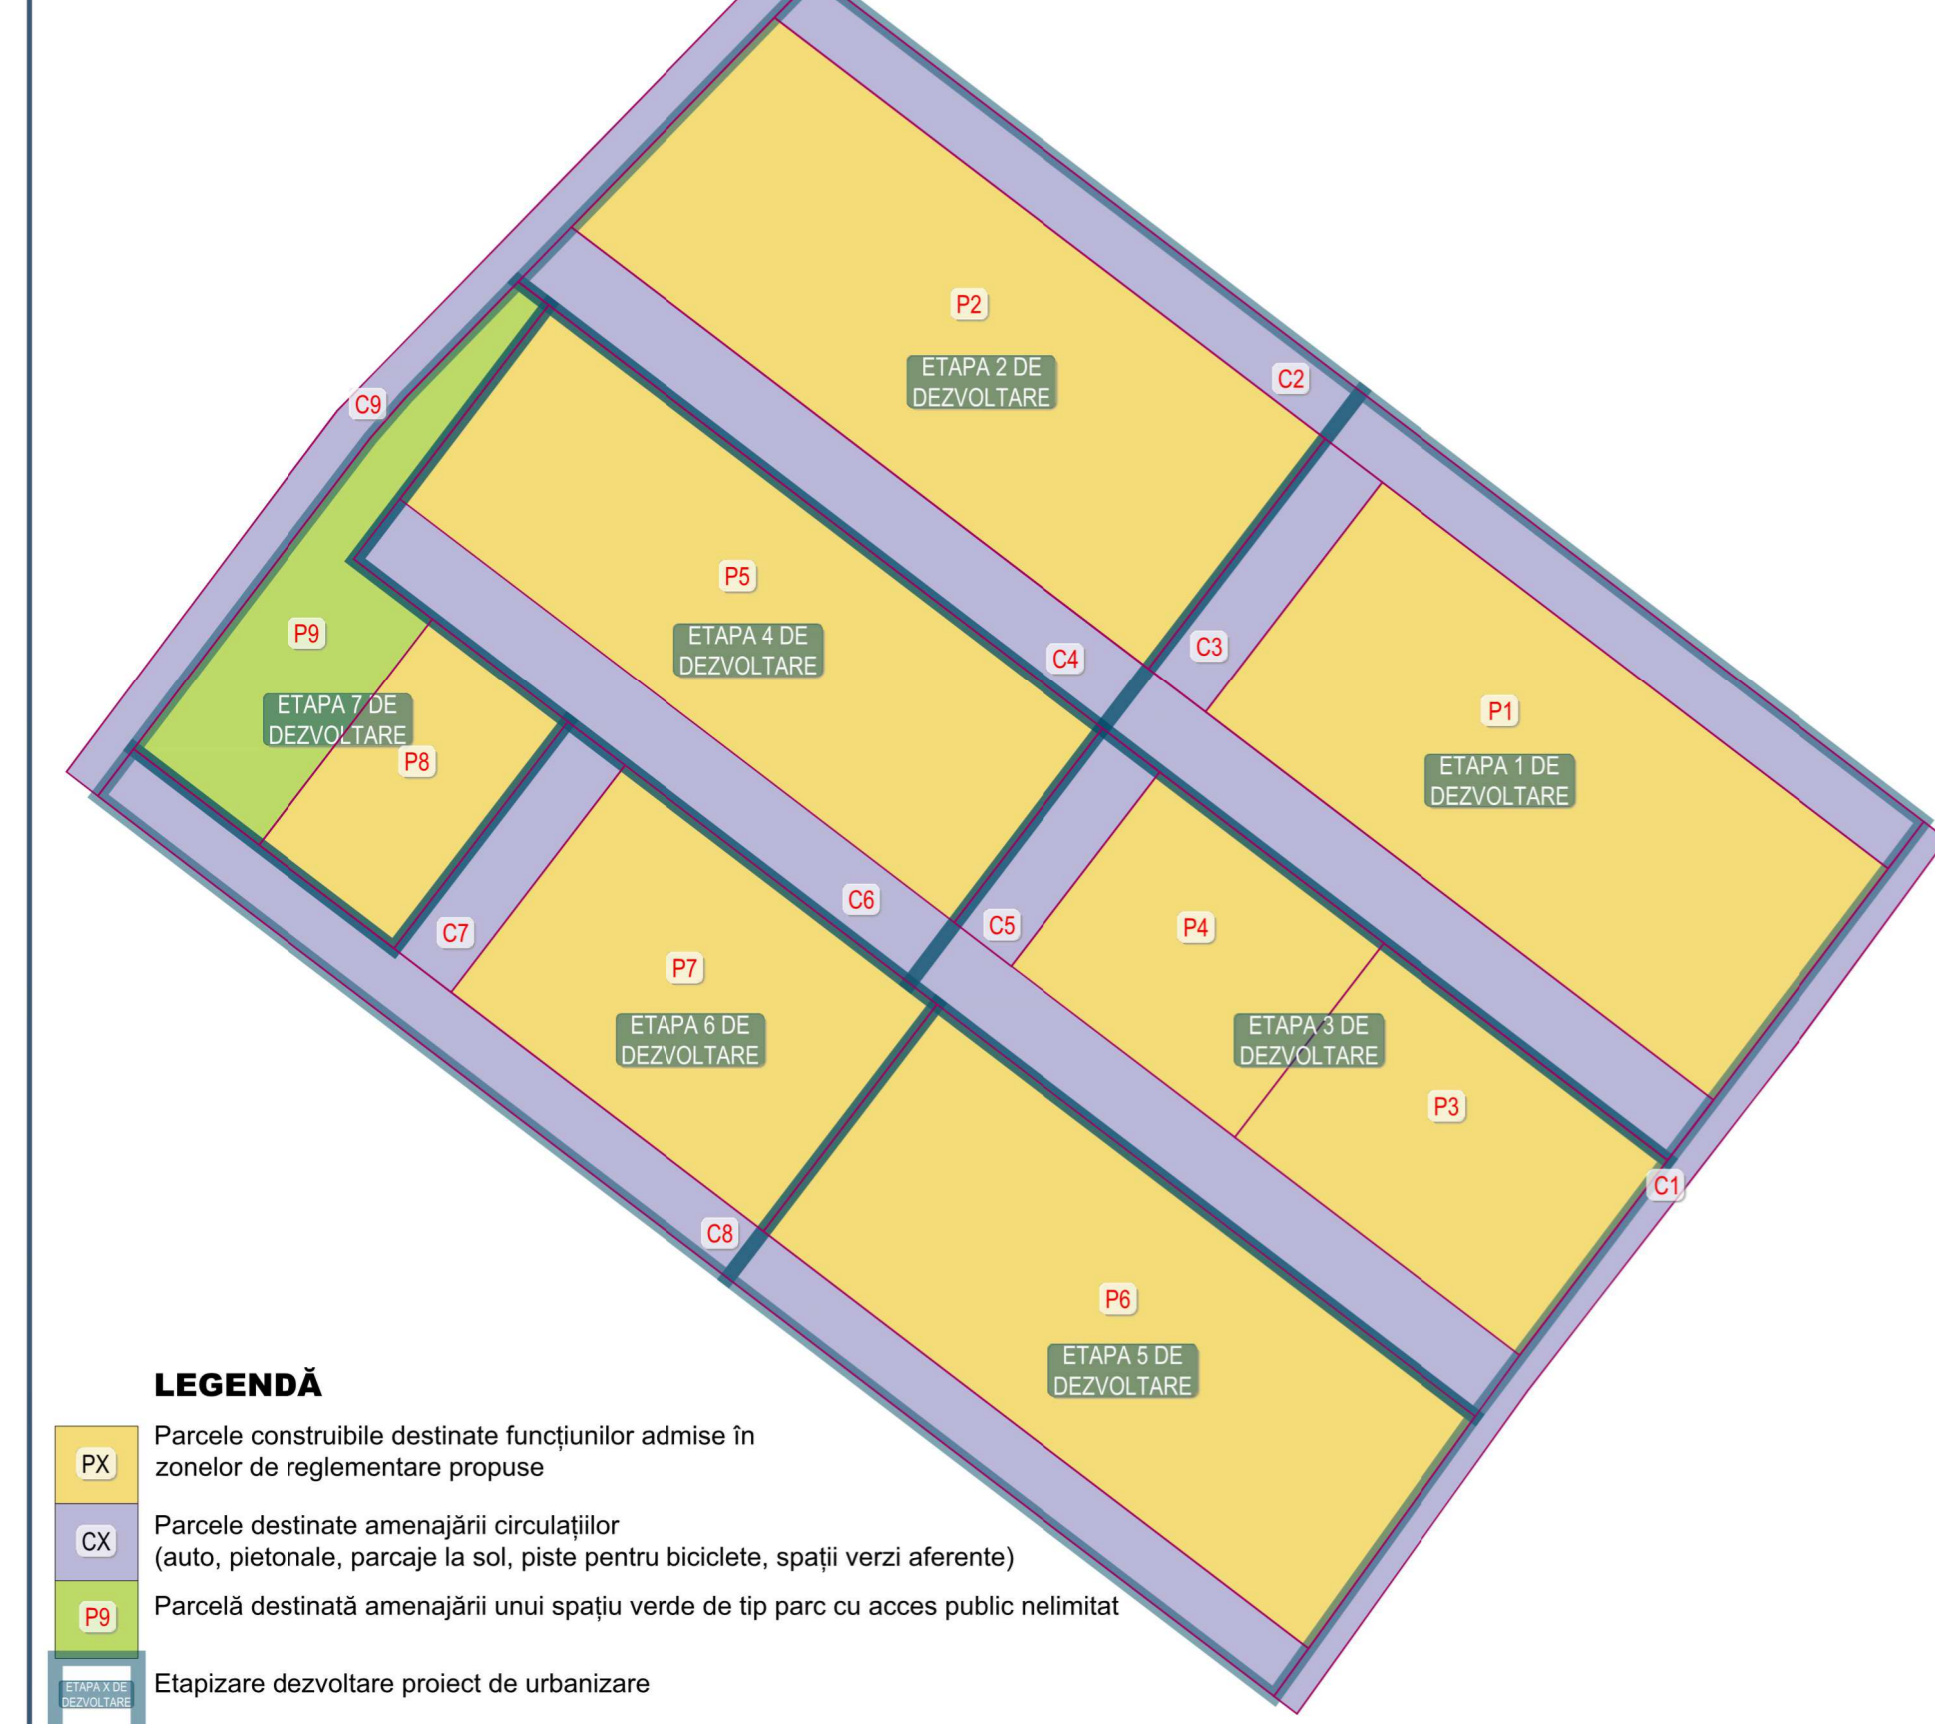 P2
ETAPA 2 DE
DEZVOLTARE
C2
C9
P5
ETAPA 4 DE
DEZVOLTARE
C4
C3
P1
ETAPA 1 DE
DEZVOLTARE
P9
ETAPA 7 DE
DEZVOLTARE
P8
C7
C6
C5
P4
P7
ETAPA 6 DE
DEZVOLTARE
ETAPA 3 DE
DEZVOLTARE
P3
C1
C8
P6
ETAPA 5 DE
DEZVOLTARE
LEGENDĂ
PX
Parcele construibile destinate funcțiunilor admise în
zonelor de reglementare propuse
CX
Parcele destinate amenajării circulațiilor
(auto, pietonale, parcaje la sol, piste pentru biciclete, spații verzi aferente)
P9
Parcelă destinată amenajării unui spațiu verde de tip parc cu acces public nelimitat
ETAPA X DE
DEZVOLTARE
Etapizare dezvoltare proiect de urbanizare